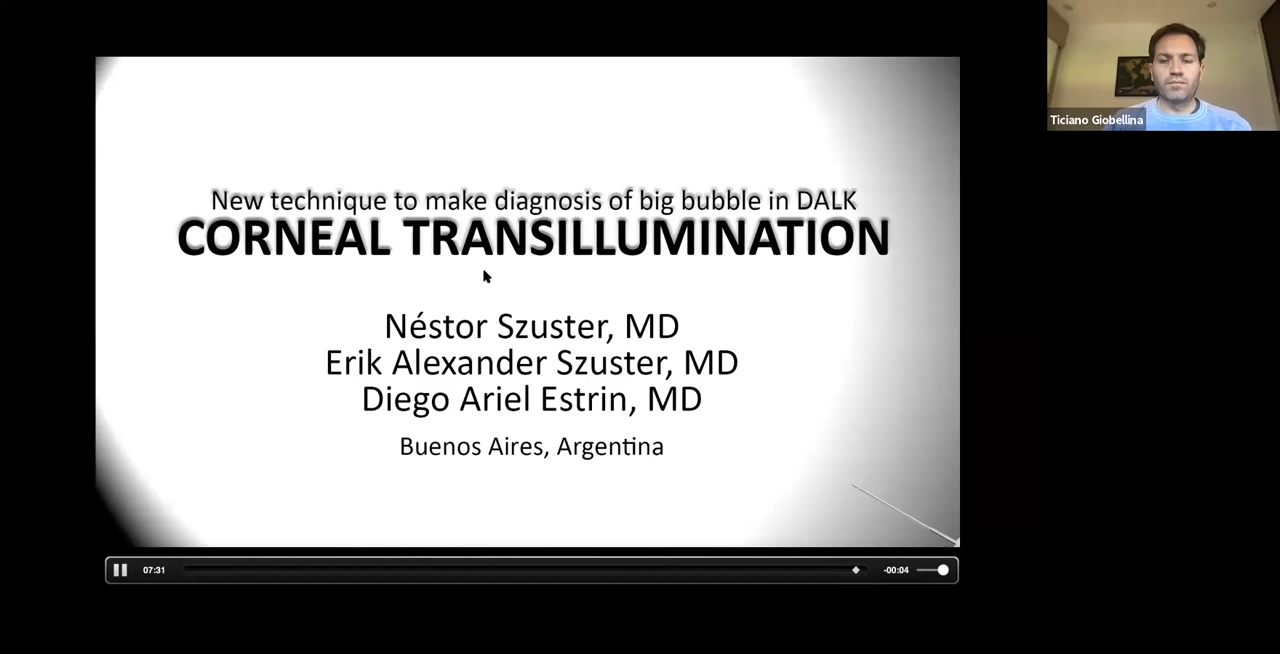 New technique to make diagnosis of big bubble in DALK
CORNEAL TRANSILLUMINATION
Néstor Szuster, MD
Erik Alexander Szuster, MD
Diego Ariel Estrin, MD
Buenos Aires, Argentina
07:31
-00:04
Ticiano Giobellina